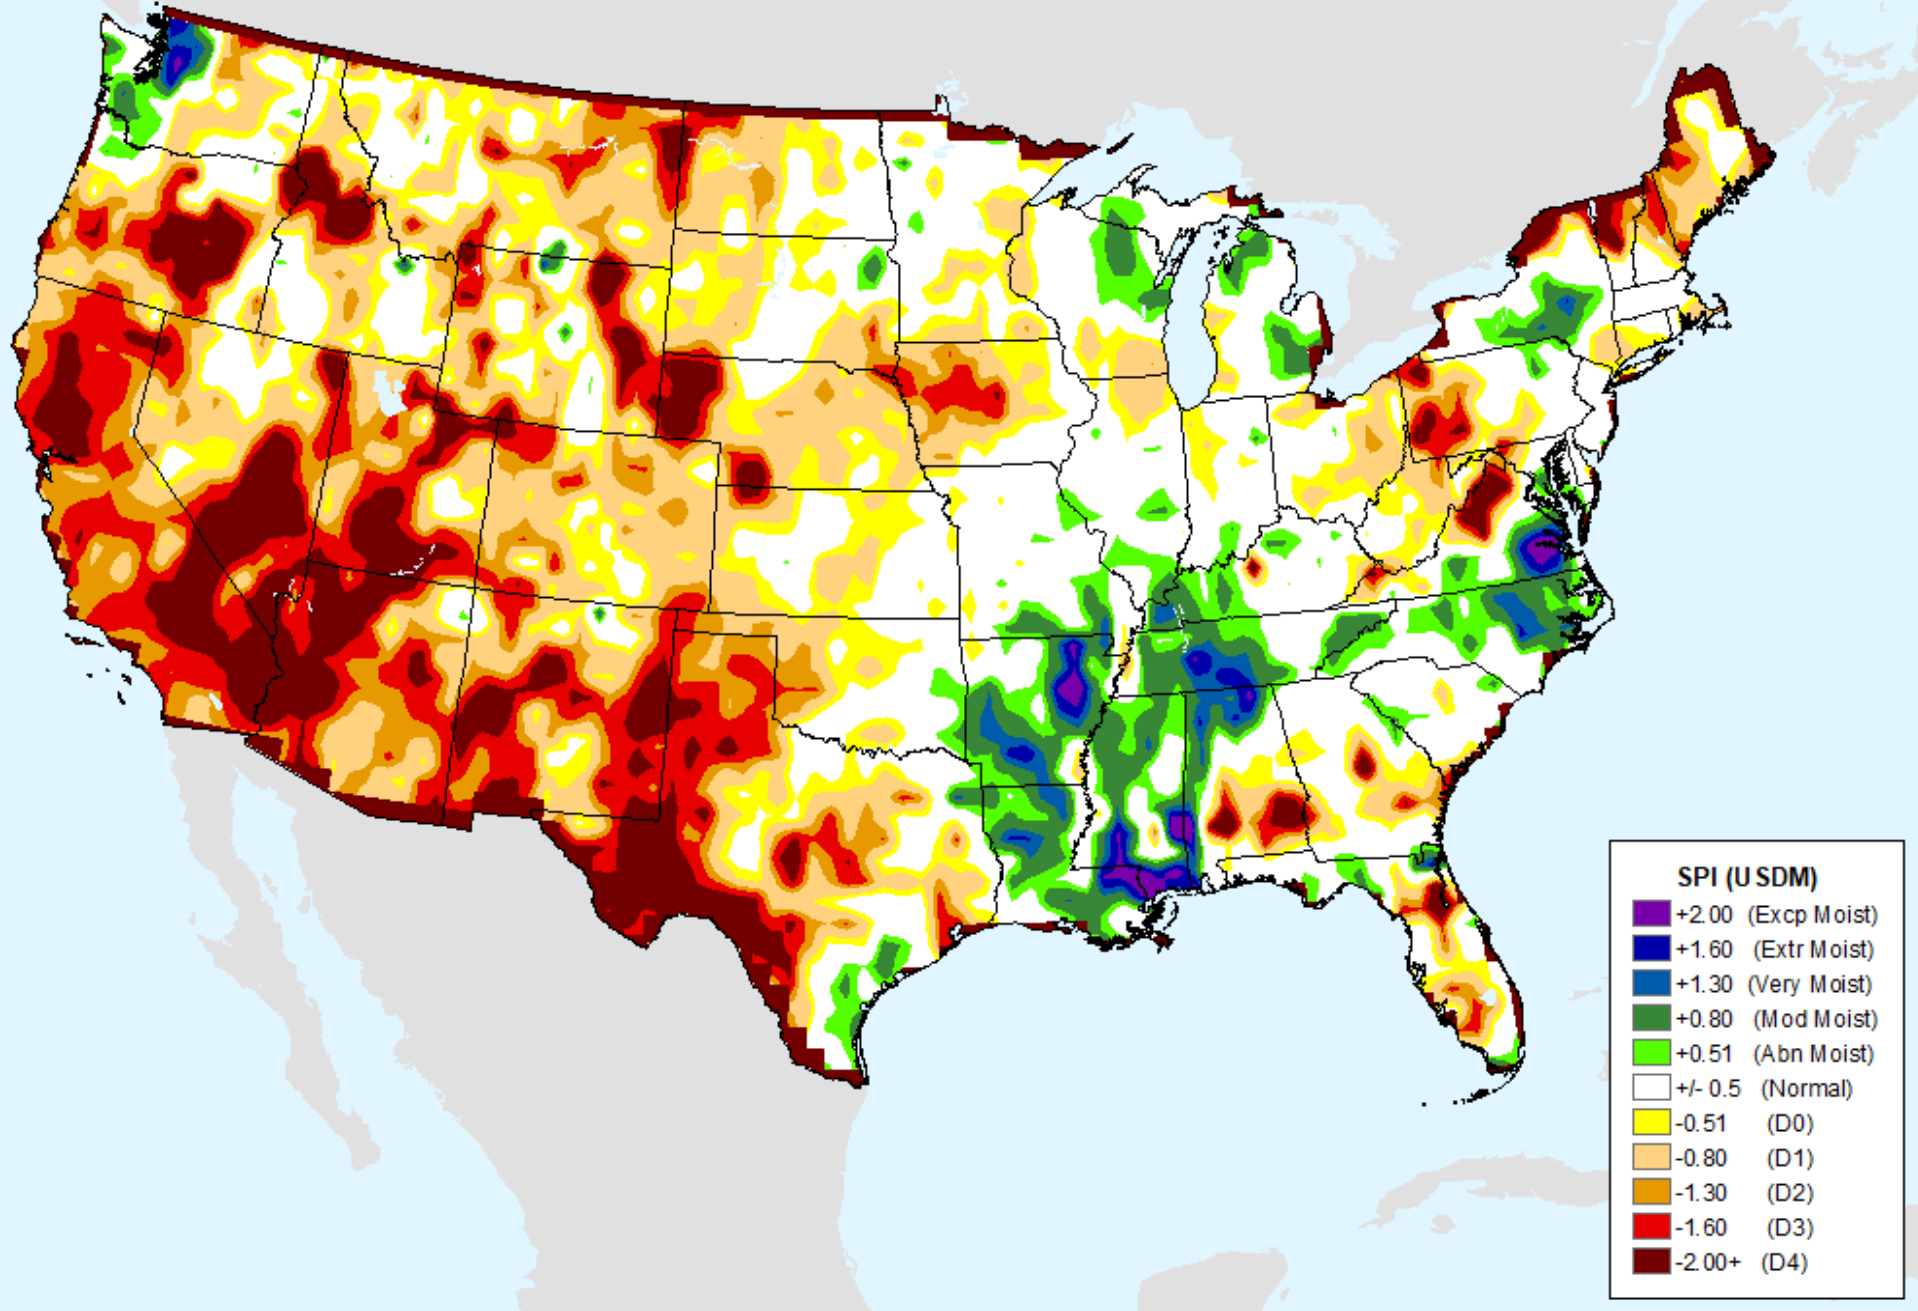 SPI (USDM)
+2.00 (Excp Moist)
+1.60 (Extr Moist)
+1.30 (Very Moist)
+0.80 (Mod Moist)
+0.51 (Abn Moist)
+/- 0.5 (Normal)
-0.51 (D0)
-0.80 (D1)
-1.30 (D2)
-1.60 (D3)
-2.00+ (D4)